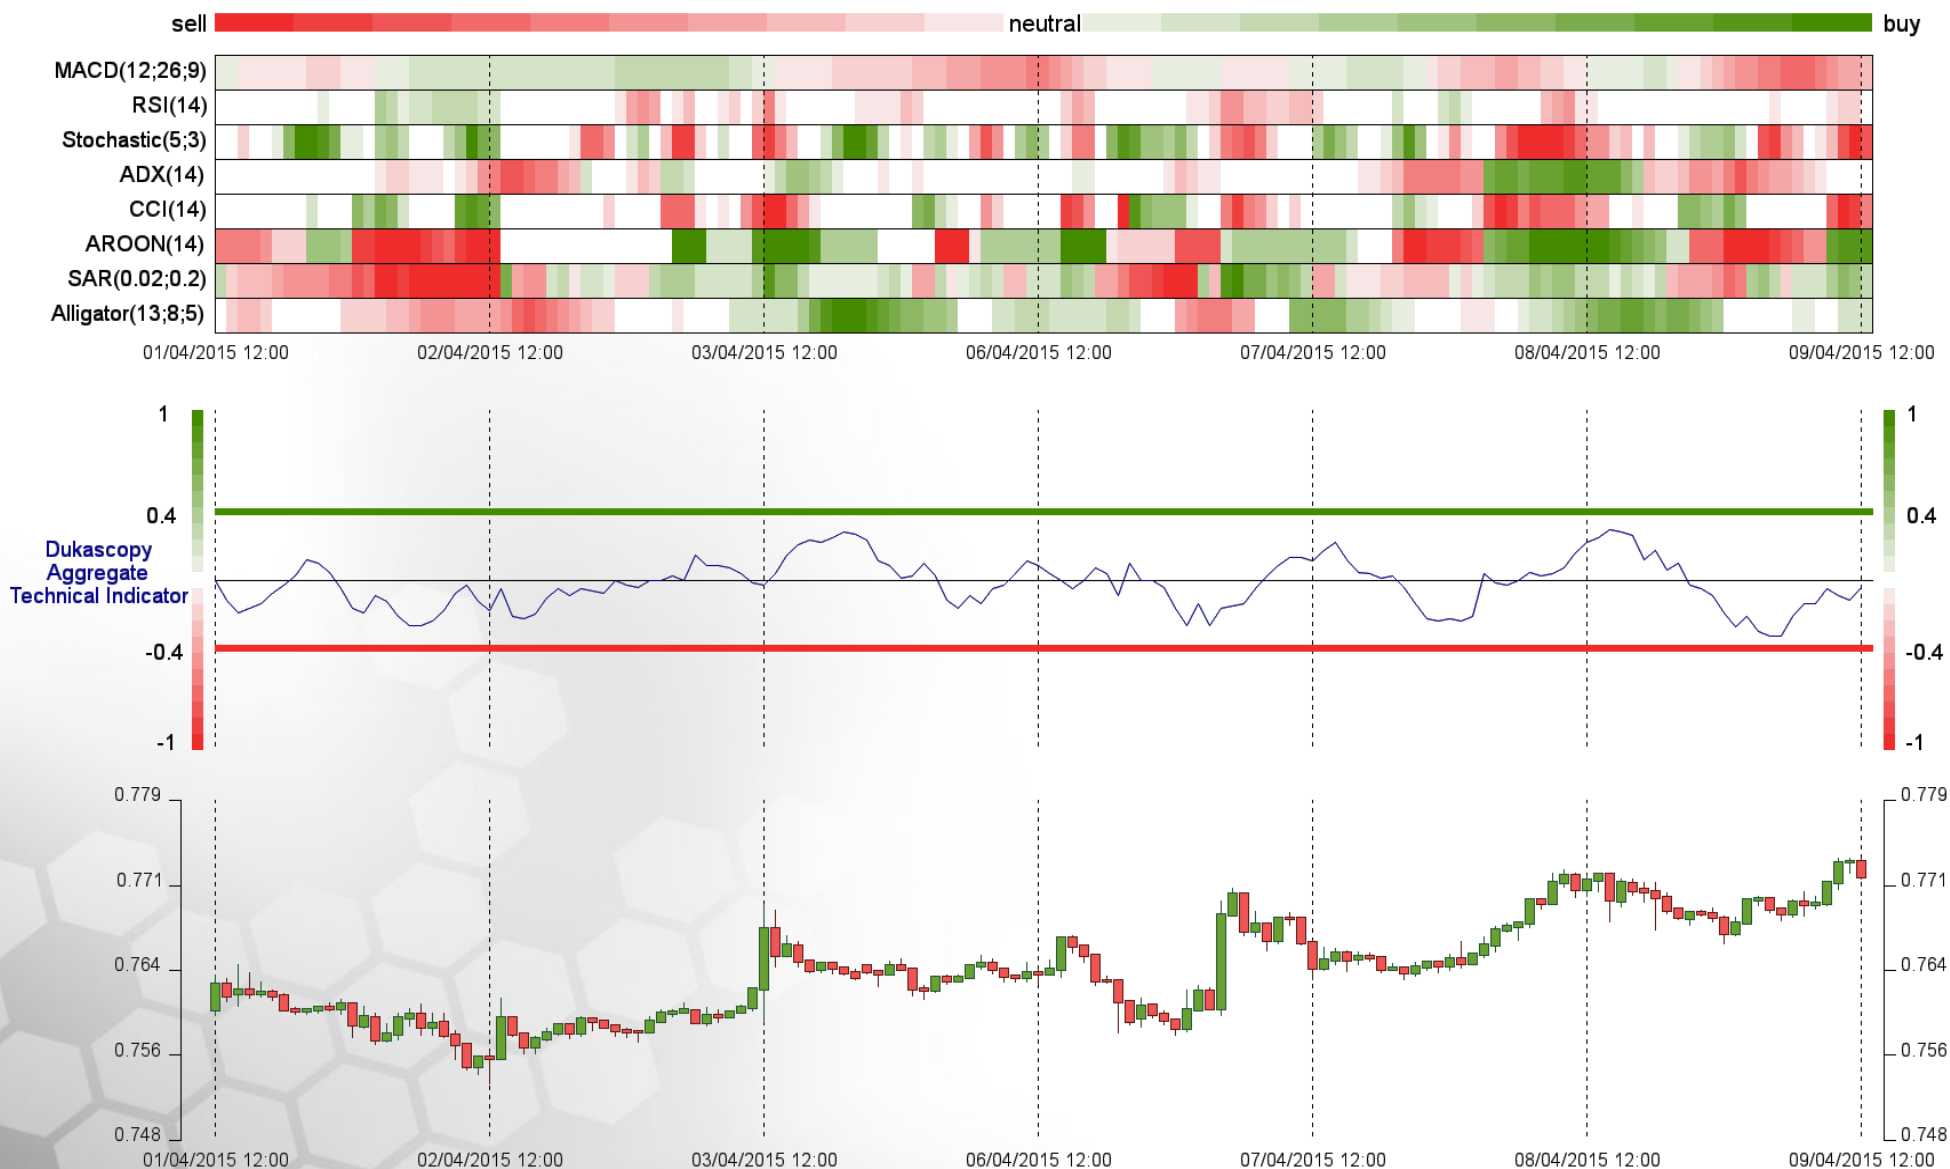 sell neutral buy
MACD(12;26;9)
RSI(14)
Stochastic(5;3)
ADX(14)
CCI(14)
AROON(14)
SAR(0.02;0.2)
Alligator(13;8;5)
01/04/2015 12:00 02/04/2015 12:00 03/04/2015 12:00 06/04/2015 12:00 07/04/2015 12:00 08/04/2015 12:00 09/04/2015 12:00
1 1
0.4 0.4
Dukascopy
Aggregate
Technical Indicator
-0.4 -0.4
-1 -1
0.779 0.779
0.771 0.771
0.764 0.764
0.756 0.756
0.748 0.748
01/04/2015 12:00 02/04/2015 12:00 03/04/2015 12:00 06/04/2015 12:00 07/04/2015 12:00 08/04/2015 12:00 09/04/2015 12:00